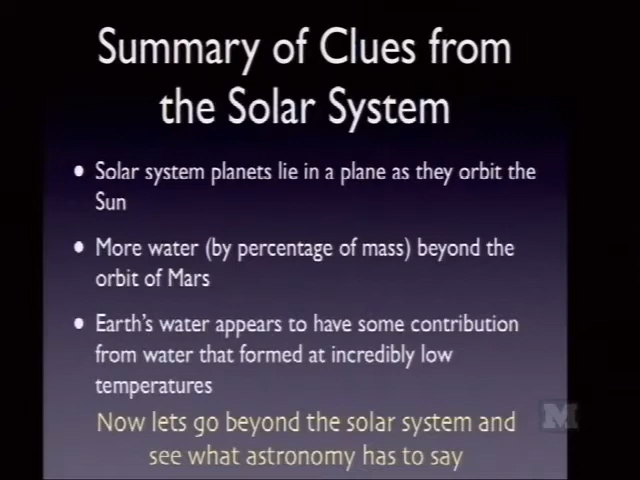 Summary of Clues from
the Solar System
• Solar system planets lie in a plane as they orbit the
Sun
• More water (by percentage of mass) beyond the
orbit of Mars
• Earth's water appears to have some contribution
from water that formed at incredibly low
temperatures
Now lets go beyond the solar system and
see what astronomy has to say
M